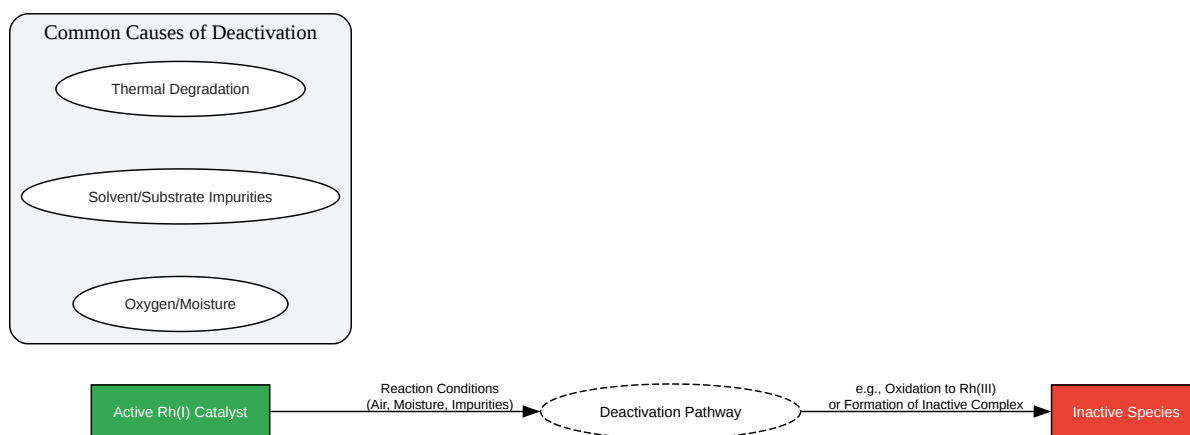 Common Causes of Deactivation
Thermal Degradation
Solvent/Substrate Impurities
Oxygen/Moisture
Active Rh(I) Catalyst
Reaction Conditions
(Air, Moisture, Impurities)
Deactivation Pathway
e.g., Oxidation to Rh(III)
or Formation of Inactive Complex
Inactive Species